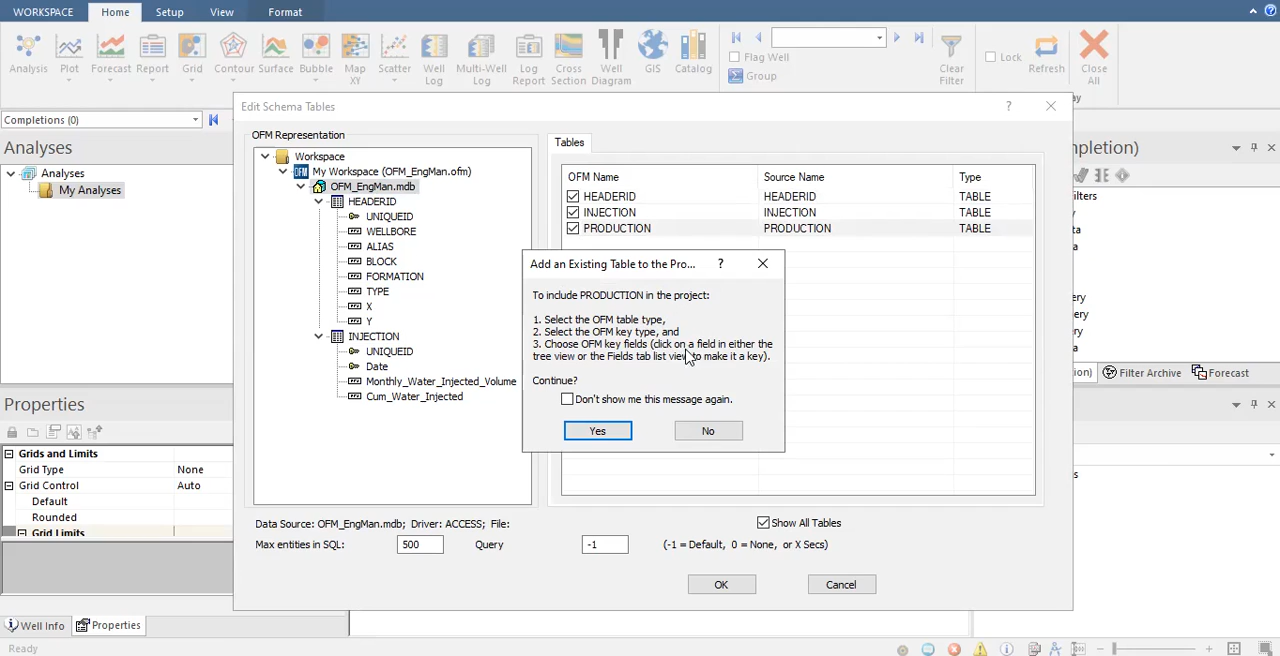 WORKSPACE Home Setup View Format
Analysis Plot Forecast Report Grid Contour Surface Bubble Map XY Scatter Well Log Multi-Well Log Log Report Cross Section Well Diagram GIS Catalog
Flag Well
Group
Clear Filter
Lock
Refresh
Close All
ay
Completions (0)
Analyses
Analyses
My Analyses
Properties
Grids and Limits
Grid Type None
Grid Control Auto
Default
Rounded
Grid Limits
Well Info Properties
Ready
Edit Schema Tables ?
OFM Representation
Workspace
My Workspace (OFM_EngMan.ofm)
OFM_EngMan.mdb
HEADERID
UNIQUEID
WELLBORE
ALIAS
BLOCK
FORMATION
TYPE
X
Y
INJECTION
UNIQUEID
Date
Monthly_Water_Injected_Volume
Cum_Water_Injected
Tables
OFM Name Source Name Type
HEADERID HEADERID TABLE
INJECTION INJECTION TABLE
PRODUCTION PRODUCTION TABLE
Add an Existing Table to the Pro... ?
To include PRODUCTION in the project:
1. Select the OFM table type,
2. Select the OFM key type, and
3. Choose OFM key fields (click on a field in either the
tree view or the Fields tab list view to make it a key).
Continue?
Don't show me this message again.
Yes No
Data Source: OFM_EngMan.mdb; Driver: ACCESS; File:
Show All Tables
Max entities in SQL: 500 Query -1 (-1 = Default, 0 = None, or X Secs)
OK Cancel
mpletion)
ilters
y
ta
a
ery
ery
a
on) Filter Archive Forecast
s